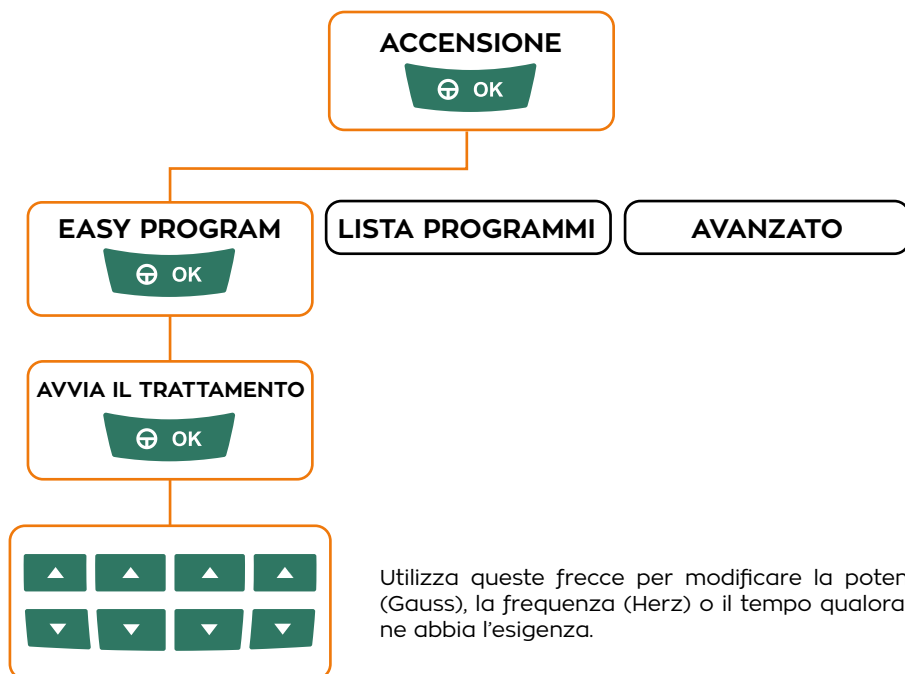 ACCENSIONE
OK
EASY PROGRAM
LISTA PROGRAMMI
AVANZATO
OK
AVVIA IL TRATTAMENTO
OK
Utilizza queste frecce per modificare la
(Gauss), la frequenza (Herz) o il tempo qualora
ne abbia l'esigenza.